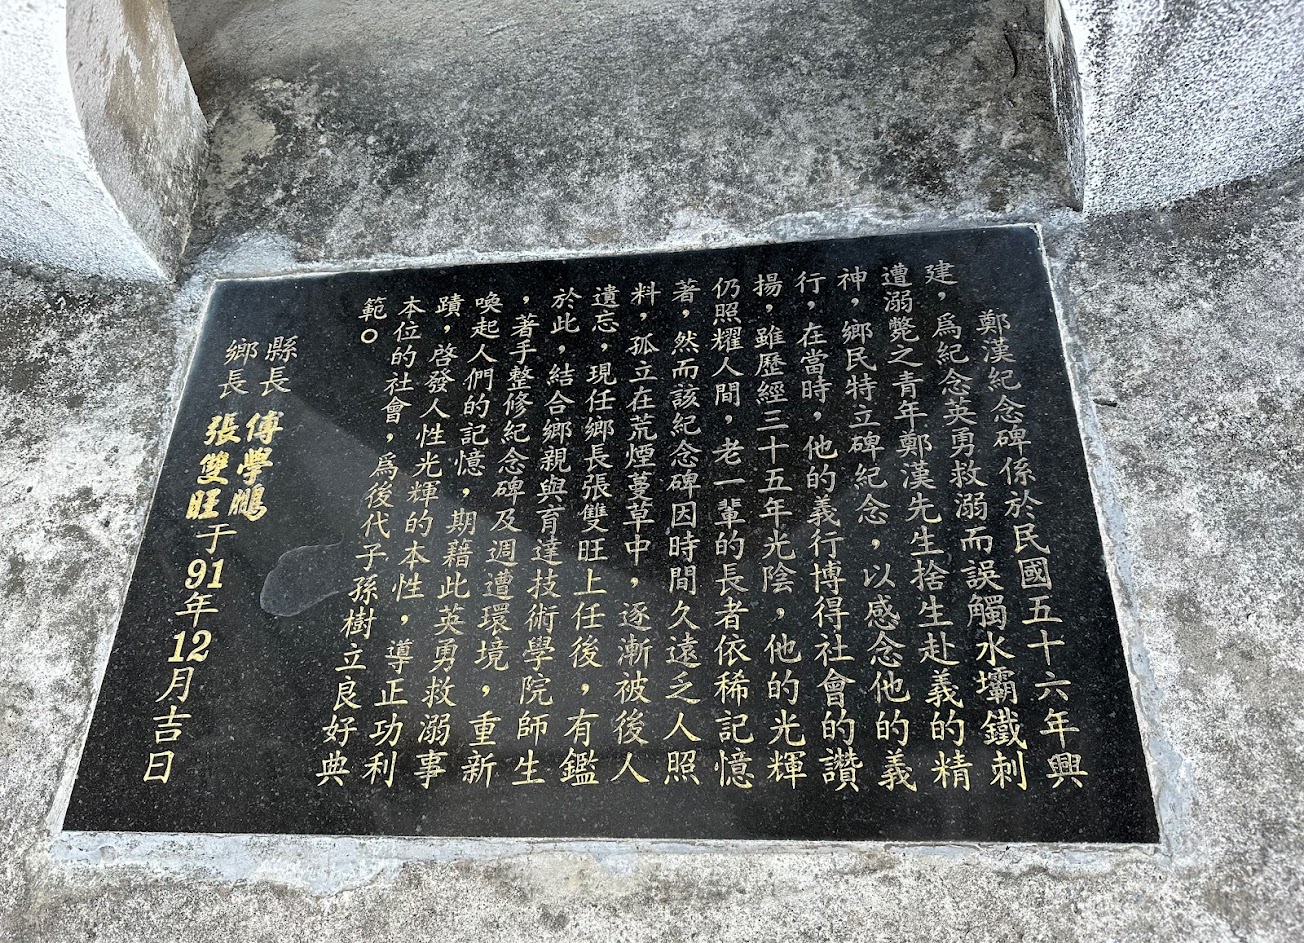 鄭漢紀念碑係於民國五十六年興
建，爲紀念英勇救溺而誤觸水壩鐵刺
遭溺斃之青年鄭漢先生捨生赴義的精
神，鄉民特立碑紀念，以感念他的義
行，在當時，他的義行博得社會的讚
揚，雖歷經三十五年光陰，他的光輝
仍照耀人間，老一輩的長者依稀記憶
著，然而該紀念碑因時間久遠乏人照
料，孤立在荒煙蔓草中，逐漸被後人
遺忘，現任鄉長張雙旺上任後，有鑑
於此，結合鄉親與育達技術學院師生
，著手整修紀念碑及週遭環境，重新
喚起人們的記憶，期藉此英勇救溺事
蹟，啓發人性光輝的本性，導正功利
本位的社會，爲後代子孫樹立良好典
範。
縣長 傅學鵬
鄉長 張雙旺于91年12月吉日